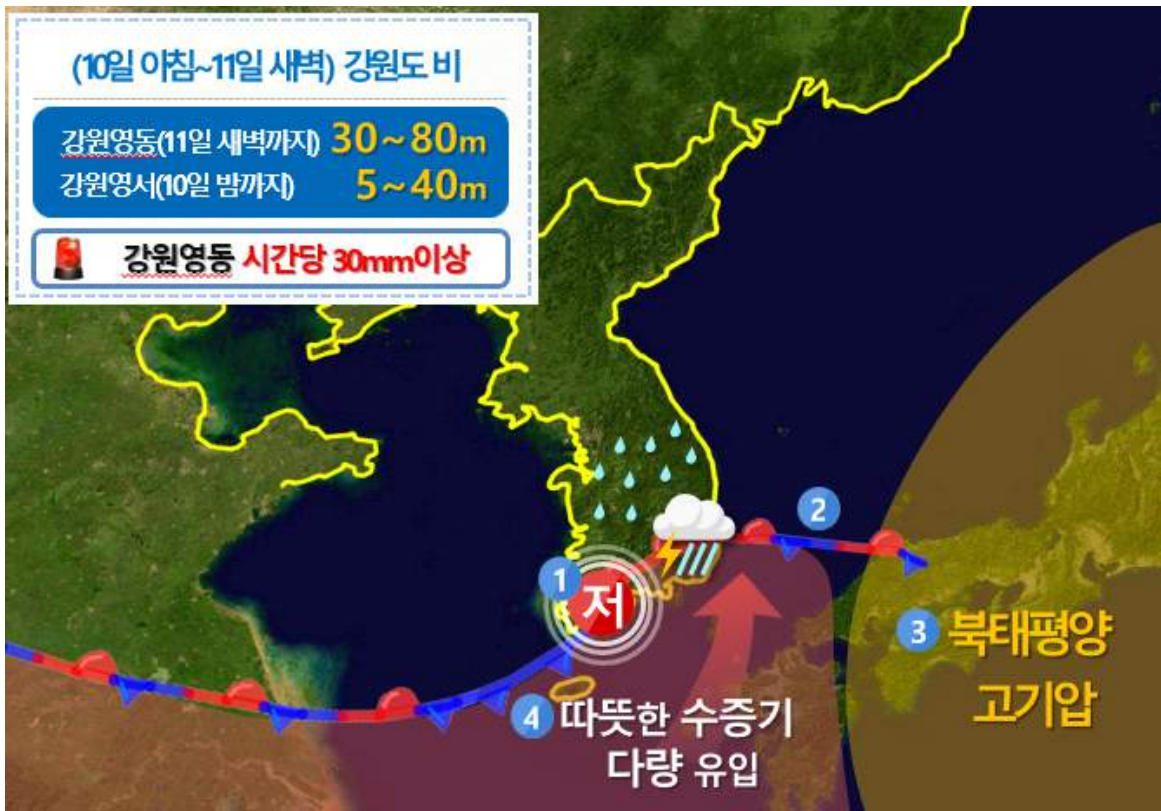 (10일 아침~11일 새벽) 강원도 비
강원영동(11일 새벽까지) 30~80m
강원영서(10일 밤까지) 5~40m
강원영동 시간당 30mm이상
2
1
저
3 북태평양
고기압
4 따뜻한 수증기
다량 유입